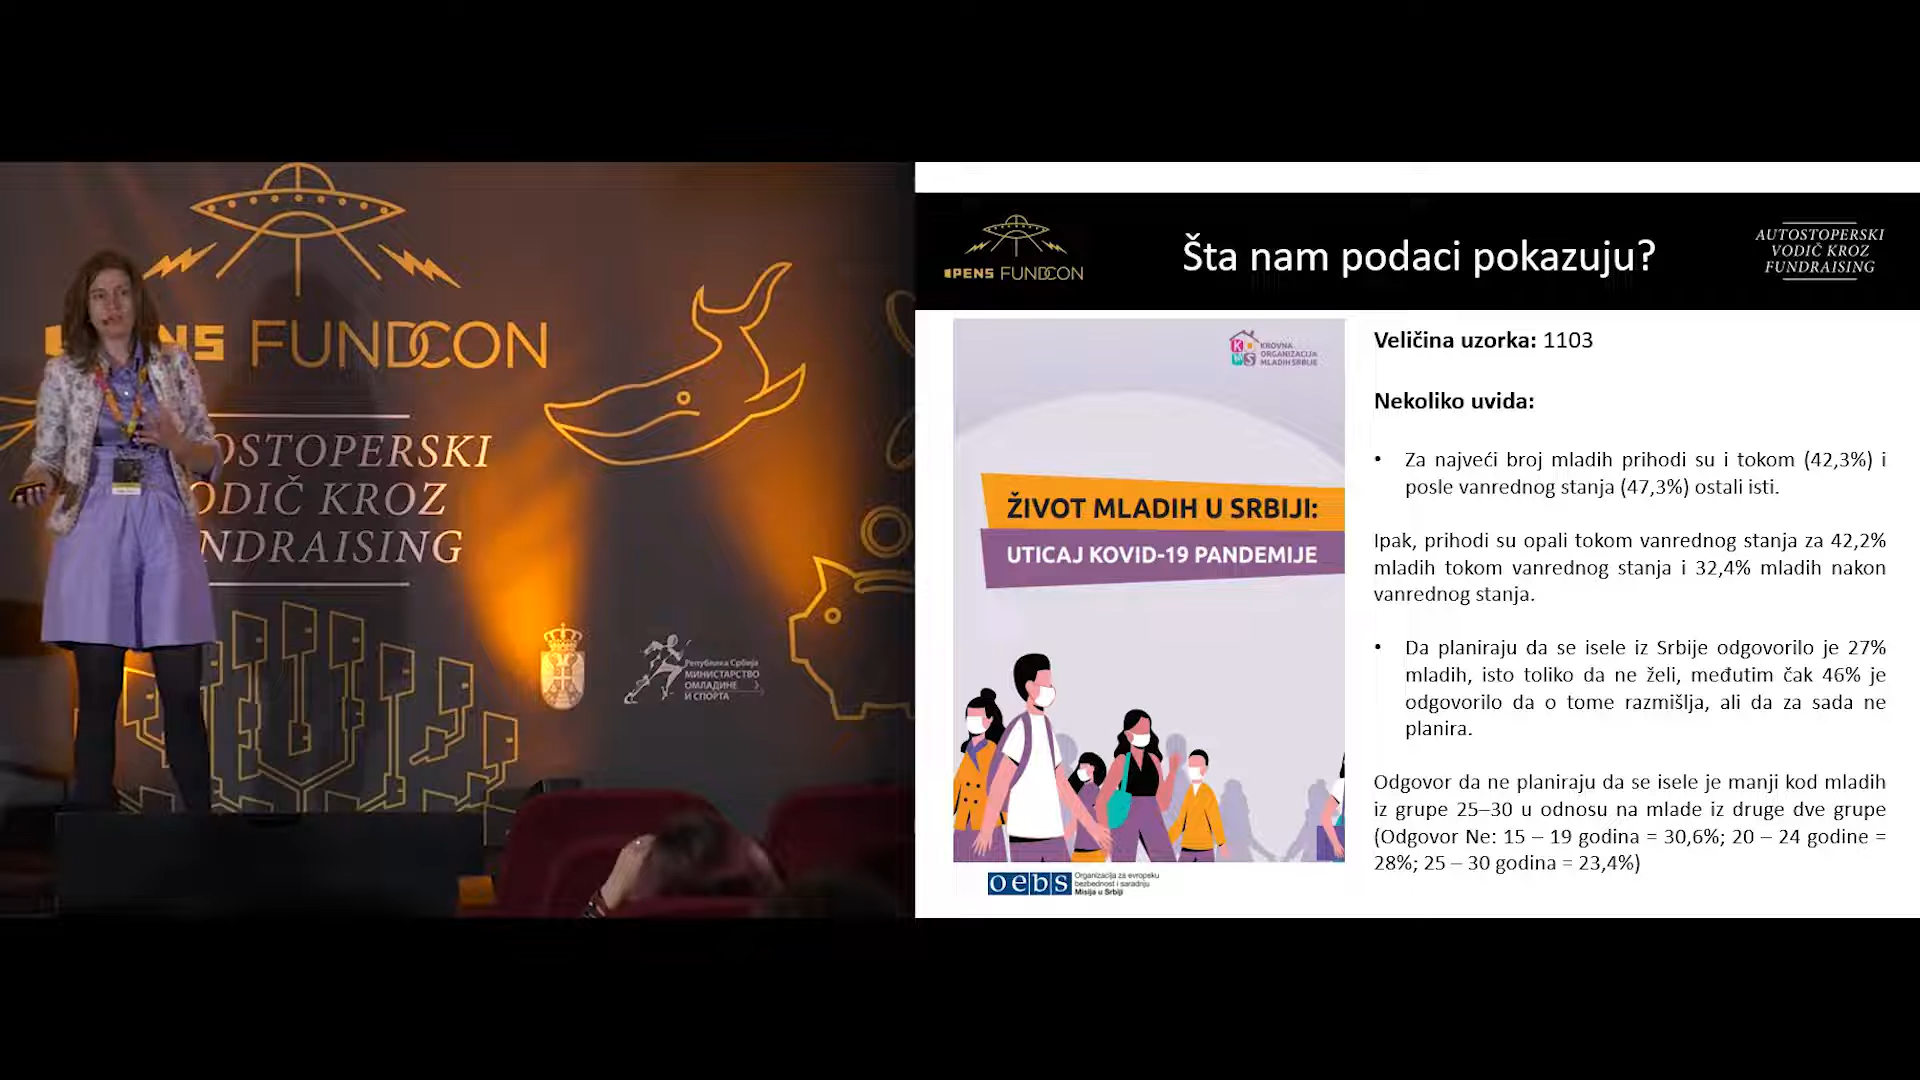 PENS FUNDCON
OSTOPERSKI
VODIČ KROZ
NDRAISING
Република Србија
МИНИСТАРСТВО
ОМЛАДИНЕ
И СПОРТА
OPENS FUNDCON
Šta nam podaci pokazuju?
AUTOSTOPERSKI
VODIČ KROZ
FUNDRAISING
KROVNA
ORGANIZACIJA
MLADIH SRBIJE
ŽIVOT MLADIH U SRBIJI:
UTICAJ KOVID-19 PANDEMIJE
oebs Organizacija za evropsku
bezbednost i saradnju
Misija u Srbiji
Veličina uzorka: 1103
Nekoliko uvida:
• Za najveći broj mladih prihodi su i tokom (42,3%) i
posle vanrednog stanja (47,3%) ostali isti.
Ipak, prihodi su opali tokom vanrednog stanja za 42,2%
mladih tokom vanrednog stanja i 32,4% mladih nakon
vanrednog stanja.
• Da planiraju da se isele iz Srbije odgovorilo je 27%
mladih, isto toliko da ne želi, međutim čak 46% je
odgovorilo da o tome razmišlja, ali da za sada ne
planira.
Odgovor da ne planiraju da se isele je manji kod mladih
iz grupe 25–30 u odnosu na mlade iz druge dve grupe
(Odgovor Ne: 15 – 19 godina = 30,6%; 20 – 24 godine =
28%; 25 – 30 godina = 23,4%)